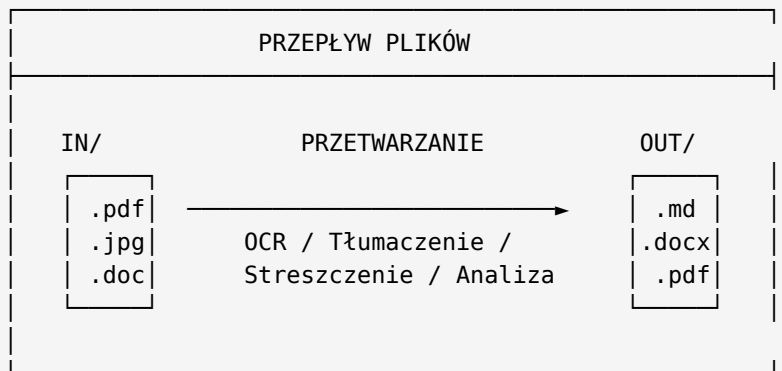 PRZEPŁYW PLIKÓW
IN/ PRZETWARZANIE OUT/
.pdf .md
.jpg OCR / Tłumaczenie / .docx
.doc Streszczenie / Analiza .pdf